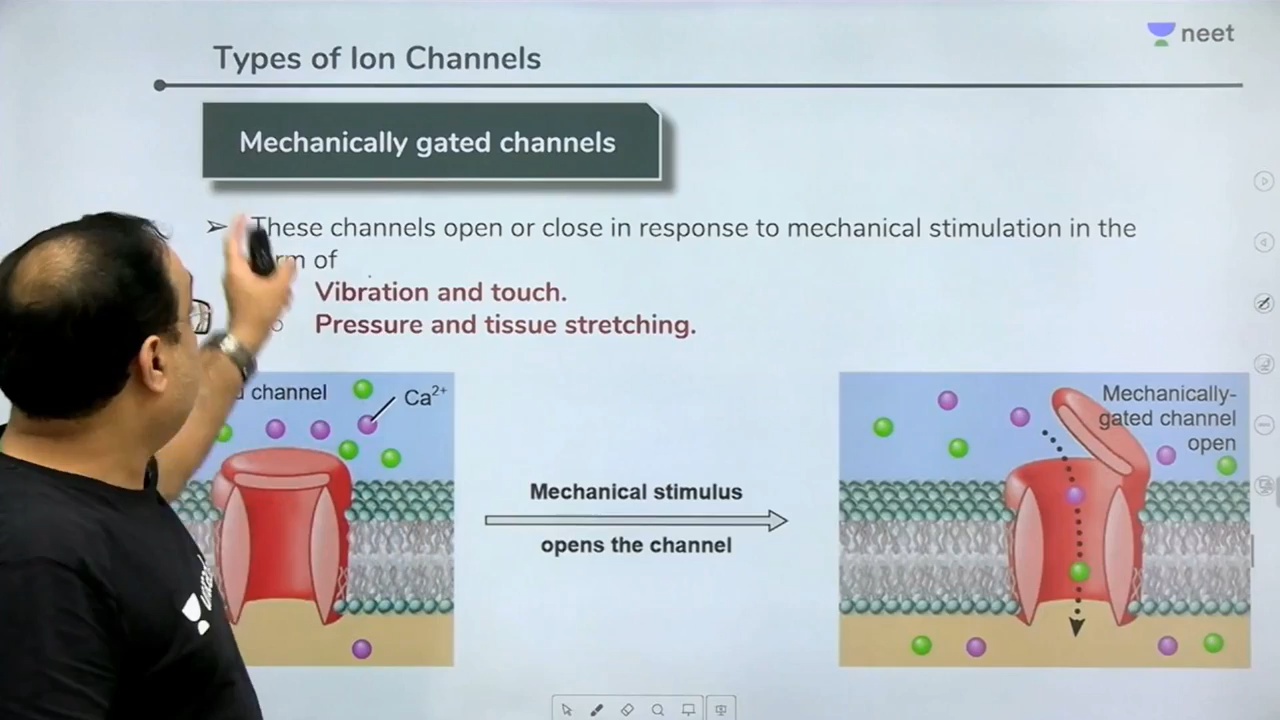 neet
Types of Ion Channels
Mechanically gated channels
➢ These channels open or close in response to mechanical stimulation in the
of
Vibration and touch.
○ Pressure and tissue stretching.
channel
Ca²⁺
Mechanical stimulus
opens the channel
Mechanically-
gated channel
open